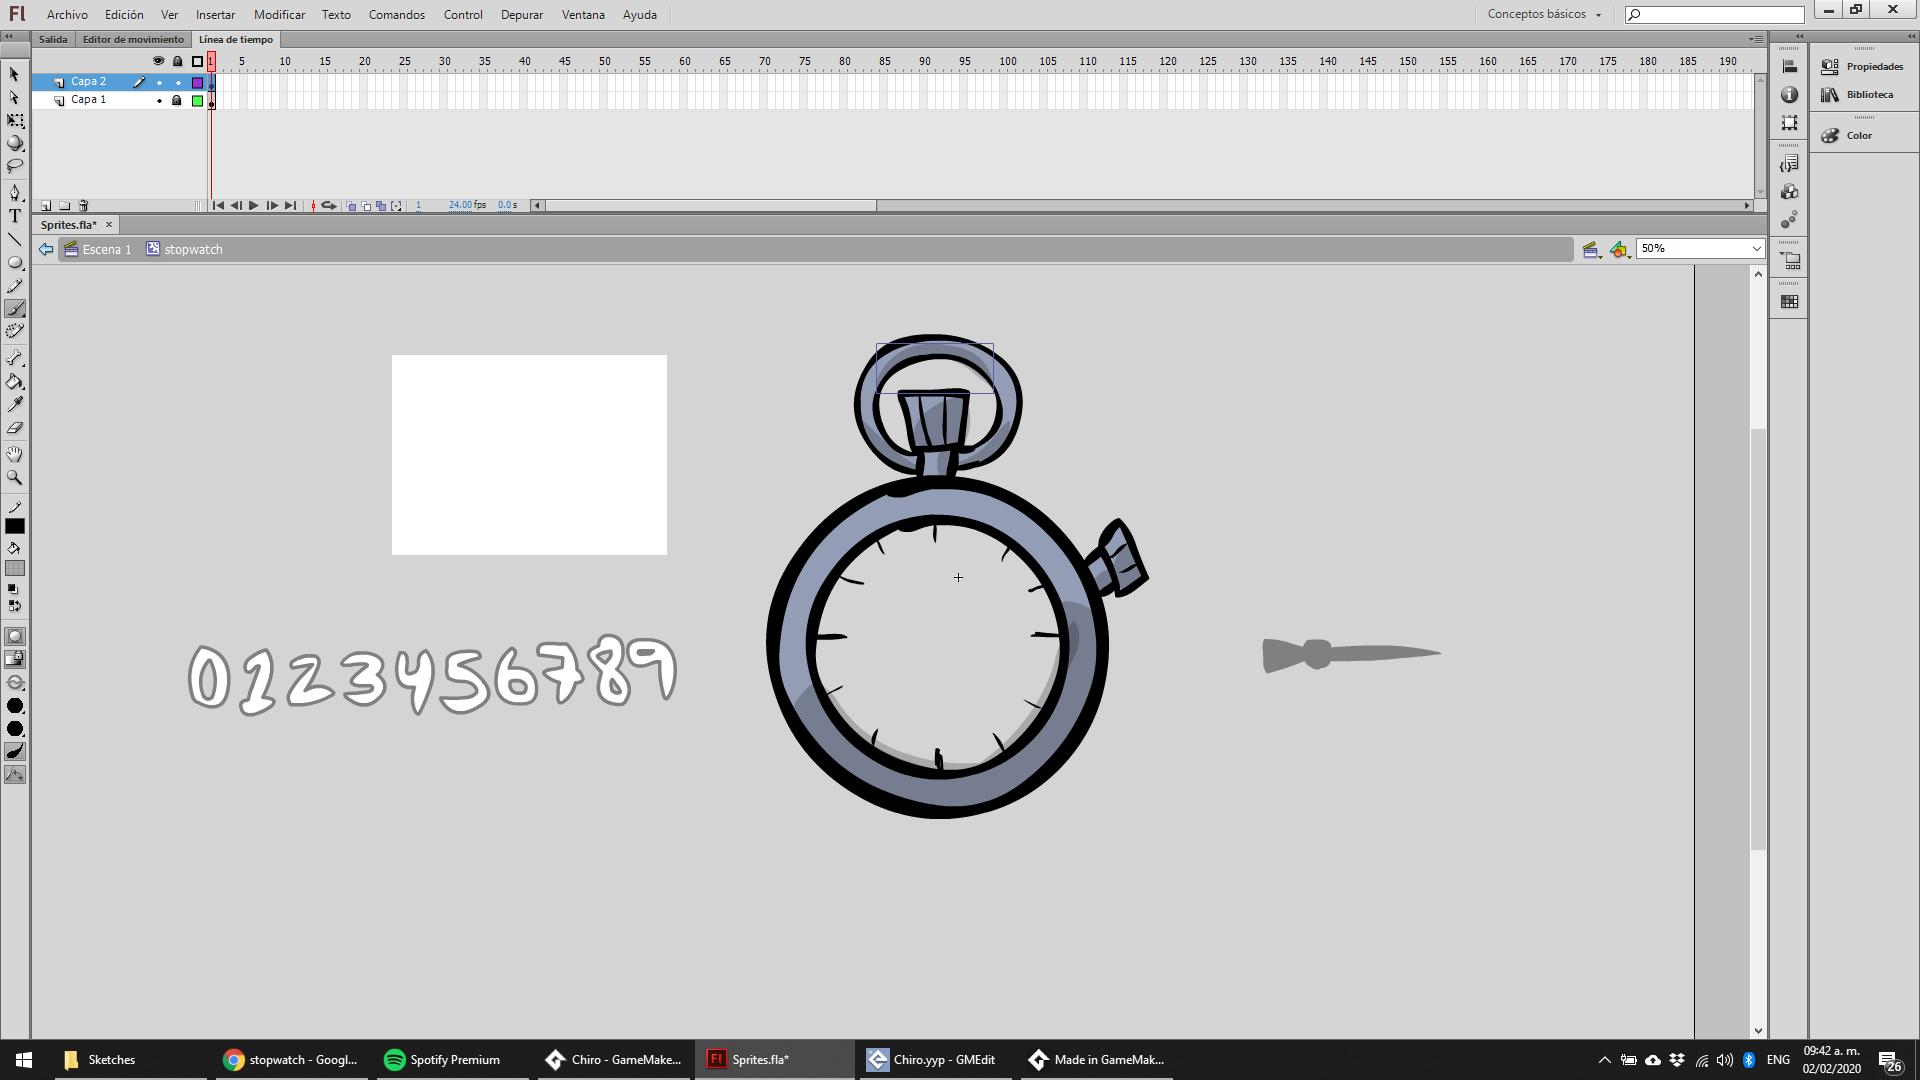 Fl Archivo Edición Ver Insertar Modificar Texto Comandos Control Depurar Ventana Ayuda Conceptos básicos
Salida Editor de movimiento Línea de tiempo
1 5 10 15 20 25 30 35 40 45 50 55 60 65 70 75 80 85 90 95 100 105 110 115 120 125 130 135 140 145 150 155 160 165 170 175 180 185 190
Capa 2
Capa 1
Propiedades
Biblioteca
Color
1 24.00 fps 0.0 s
Sprites.fla*
Escena 1 stopwatch 50%
0123456789
Sketches stopwatch - Googl... Spotify Premium Chiro - GameMake... Fl Sprites.fla* Chiro.yyp - GMEdit Made in GameMak... ENG 09:42 a. m.
02/02/2020 26